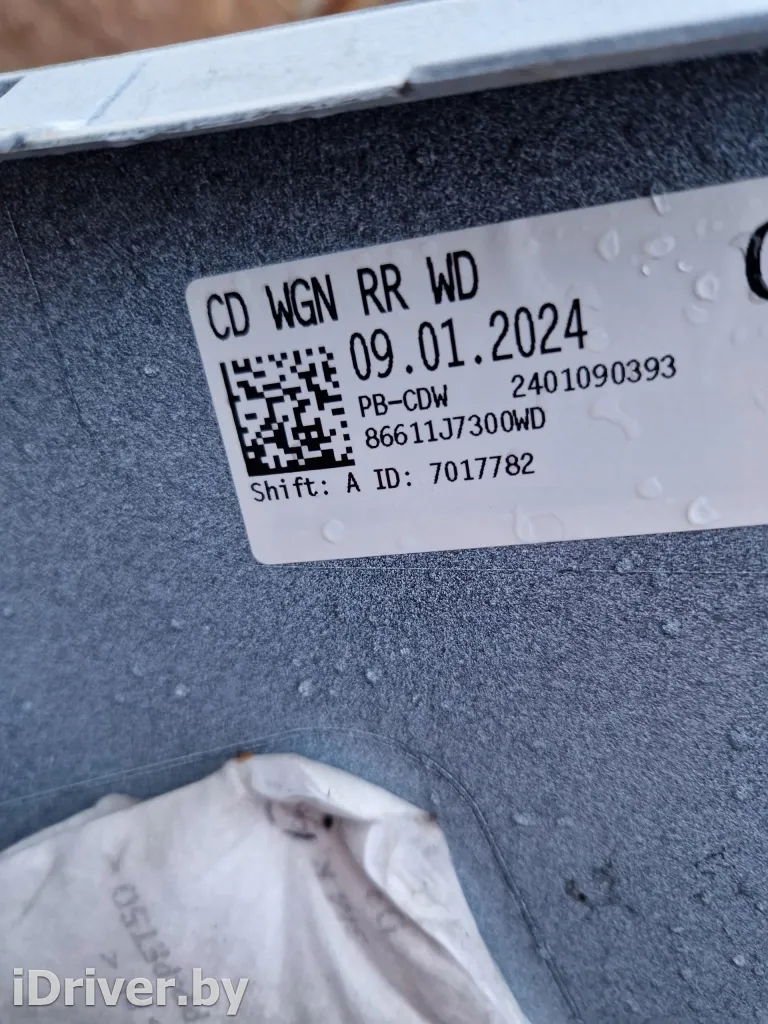 CD WGN RR WD
09.01.2024
PB-CDW 2401090393
86611J7300WD
Shift: A ID: 7017782
iDriver.by